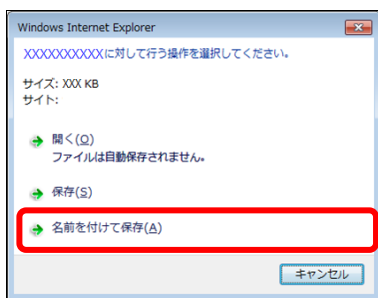 Windows Internet Explorer
XXXXXXXXXXに対して行う操作を選択してください。
サイズ: XXX KB
サイト:
開く(O)
ファイルは自動保存されません。
保存(S)
名前を付けて保存(A)
キャンセル